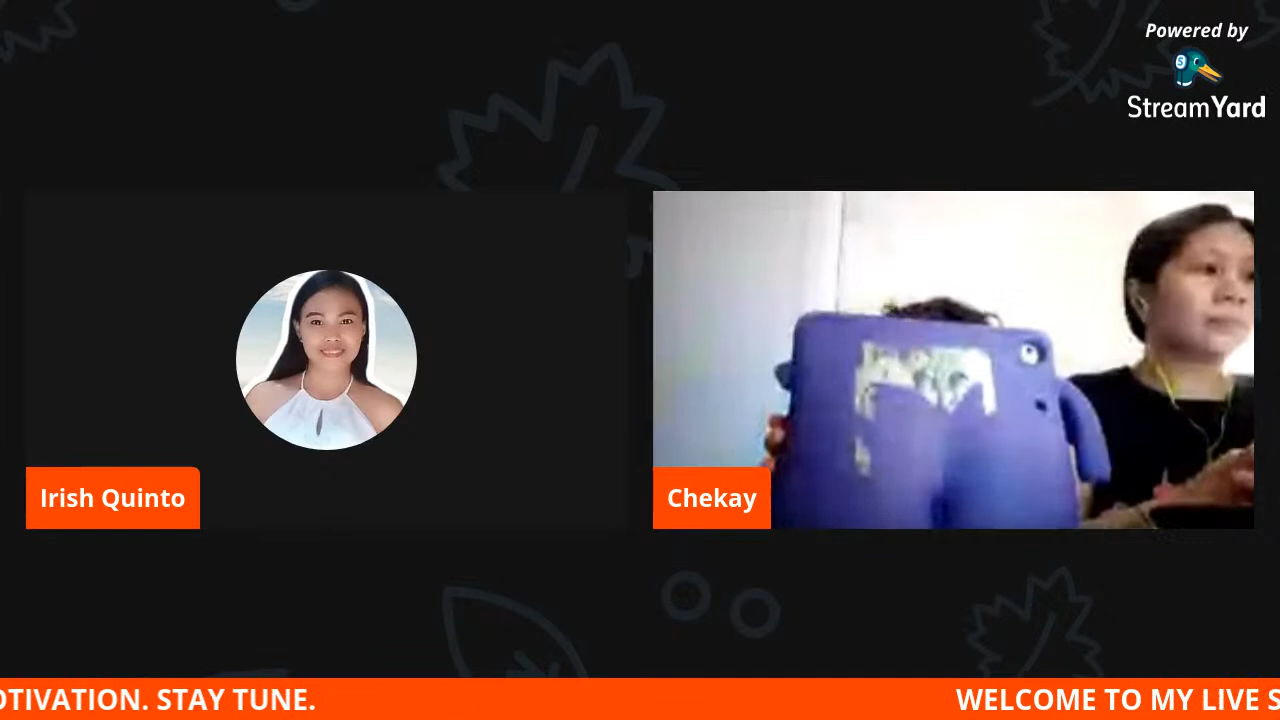 Powered by
StreamYard
Irish Quinto
Chekay
OTIVATION. STAY TUNE.
WELCOME TO MY LIVE S